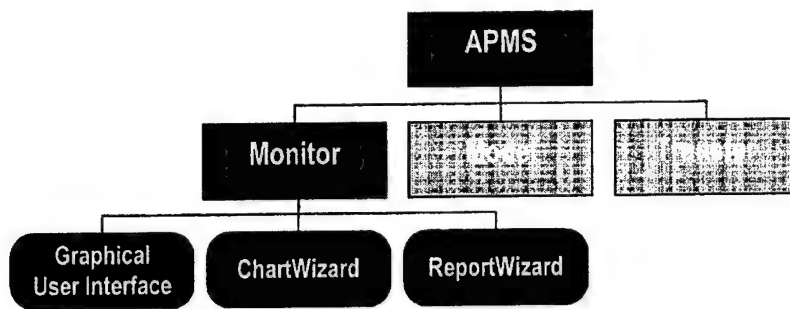 APMS
Monitor
Graphical
User Interface
ChartWizard
ReportWizard